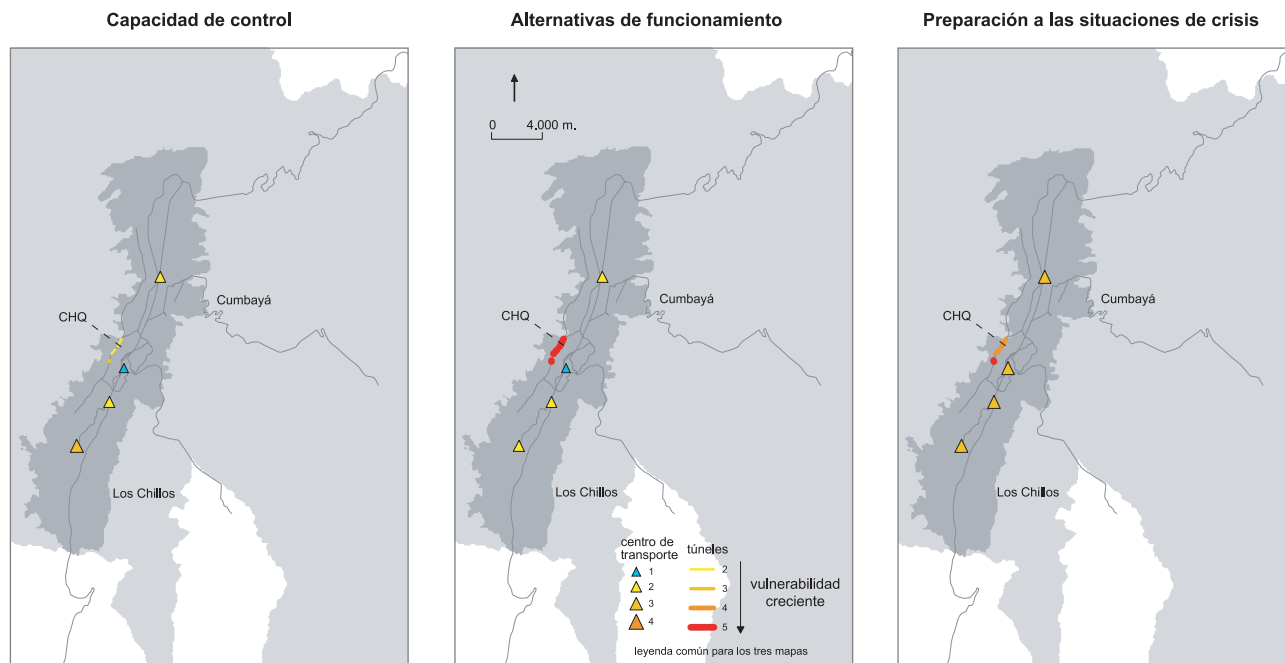 Capacidad de control
Alternativas de funcionamiento
Preparación a las situaciones de crisis
CHQ
Cumbayá
Los Chillos
0 4.000 m.
CHQ
Cumbayá
Los Chillos
centro de
transporte
1
2
3
4
túneles
2
3
4
5
vulnerabilidad
creciente
leyenda común para los tres mapas
CHQ
Cumbayá
Los Chillos